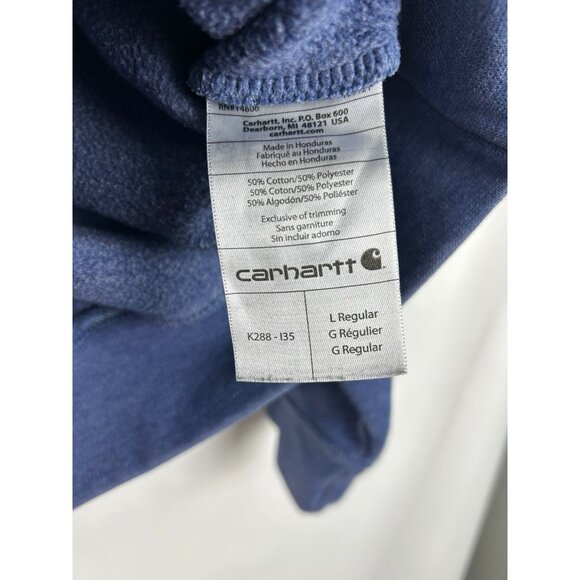 RN#14806
Carhartt, Inc. P.O. Box 600
Dearborn, MI 48121 USA
carhartt.com
Made in Honduras
Fabriqué au Honduras
Hecho en Honduras
50% Cotton/50% Polyester
50% Coton/50% Polyester
50% Algodón/50% Poliéster
Exclusive of trimming
Sans garniture
Sin incluir adorno
carhartt
K288 - I35
L Regular
G Régulier
G Regular